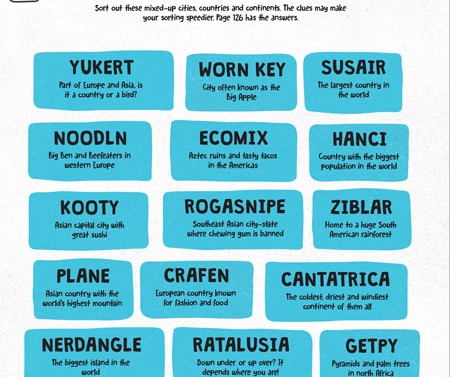 Sort out these mixed-up cities, countries and continents. The clues may make
your sorting speedier. Page 126 has the answers.
YUKERT
Part of Europe and Asia, is
it a country or a bird?
WORN KEY
City often known as the
Big Apple
SUSAIR
The largest country in
the world
NOODLN
Big Ben and Beefeaters in
western Europe
ECOMIX
Aztec ruins and tasty tacos
in the Americas
HANCI
Country with the biggest
population in the world
KOOTY
Asian capital city with
great sushi
ROGASNIPE
Southeast Asian city-state
where chewing gum is banned
ZIBLAR
Home to a huge South
American rainforest
PLANE
Asian country with the
world's highest mountain
CRAFEN
European country known
for fashion and food
CANTATRICA
The coldest, driest and windiest
continent of them all
NERDANGLE
The biggest island in the
world
RATALUSIA
Down under or up over? It
depends where you are!
GETPY
Pyramids and palm trees
in north Africa